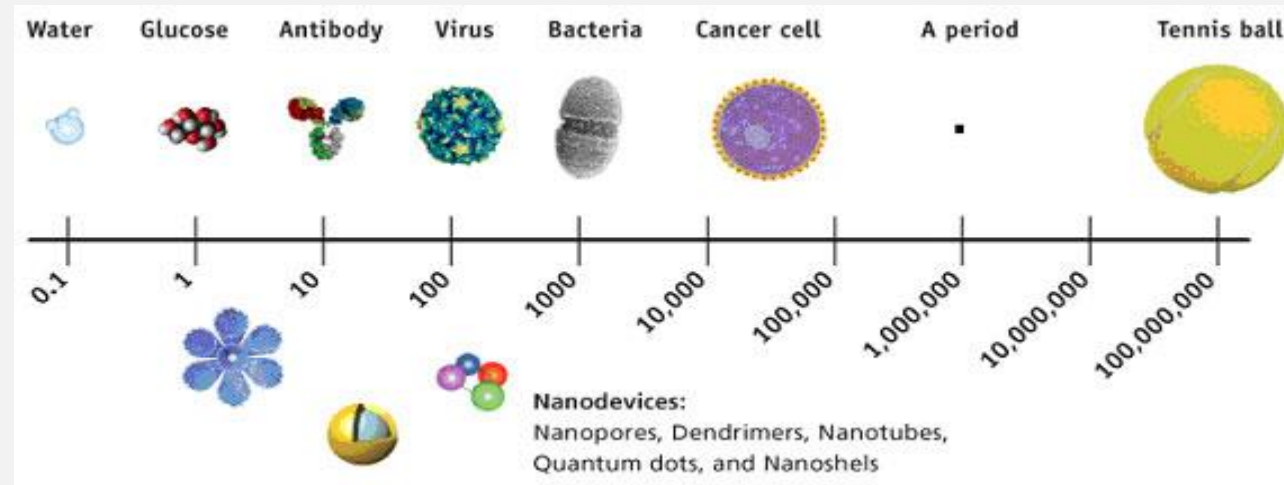 Water Glucose Antibody Virus Bacteria Cancer cell A period Tennis ball
0.1 1 10 100 1000 10,000 100,000 1,000,000 10,000,000 100,000,000
Nanodevices:
Nanopores, Dendrimers, Nanotubes,
Quantum dots, and Nanoshels